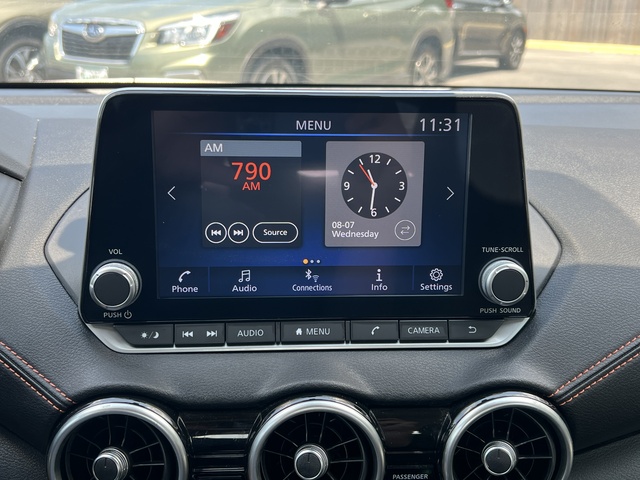 MENU 11:31
AM
790
AM
12
9 3
6
Source
08-07
Wednesday
Phone Audio Connections Info Settings
VOL
TUNE·SCROLL
PUSH
PUSH SOUND
AUDIO MENU CAMERA
PASSENGER